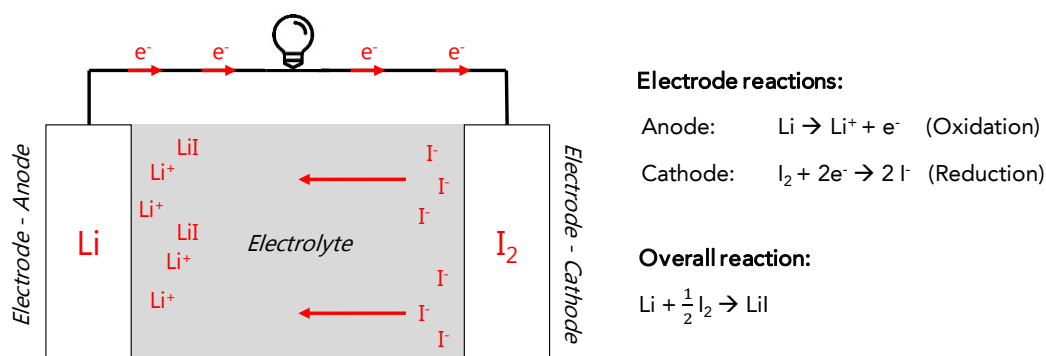 e⁻ e⁻ e⁻ e⁻
Electrode - Anode
Li
LiI
Li⁺
Li⁺
LiI
Li⁺
Li⁺
Electrolyte
I⁻
I⁻
I⁻
I⁻
I⁻
I⁻
I₂
Electrode - Cathode
Electrode reactions:
Anode: Li → Li⁺ + e⁻ (Oxidation)
Cathode: I₂ + 2e⁻ → 2 I⁻ (Reduction)
Overall reaction:
Li + ½ I₂ → LiI